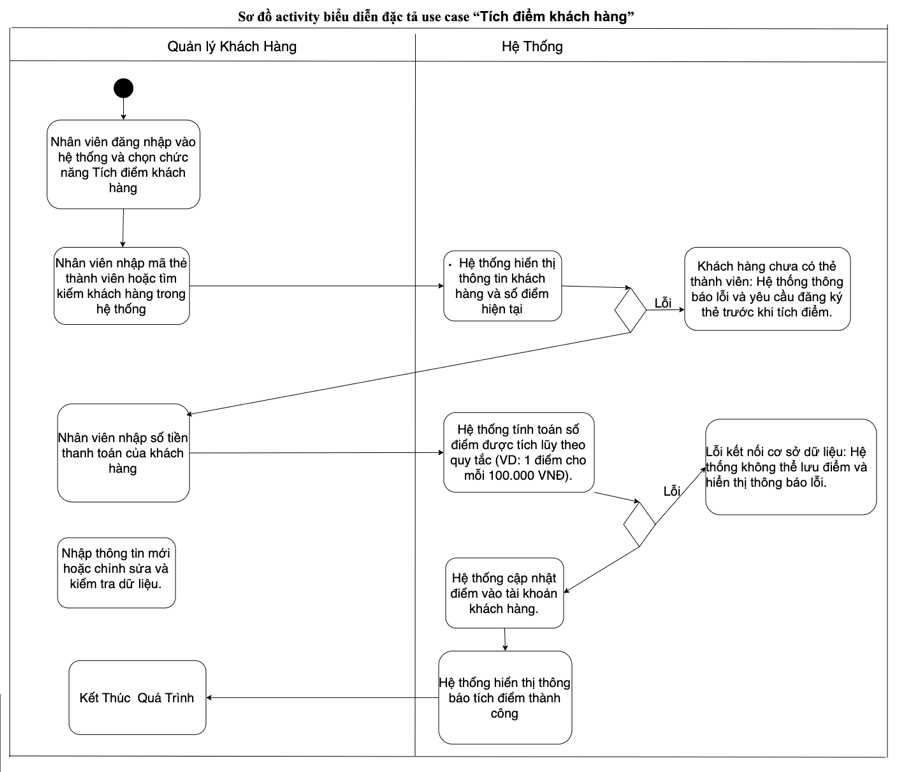 Sơ đồ activity biểu diễn đặc tả use case “Tích điểm khách hàng”
Quản lý Khách Hàng
Hệ Thống
Nhân viên đăng nhập vào
hệ thống và chọn chức
năng Tích điểm khách
hàng
Nhân viên nhập mã thẻ
thành viên hoặc tìm
kiếm khách hàng trong
hệ thống
. Hệ thống hiển thị
thông tin khách
hàng và số điểm
hiện tại
Lỗi
Khách hàng chưa có thẻ
thành viên: Hệ thống thông
báo lỗi và yêu cầu đăng ký
thẻ trước khi tích điểm.
Nhân viên nhập số tiền
thanh toán của khách
hàng
Hệ thống tính toán số
điểm được tích lũy theo
quy tắc (VD: 1 điểm cho
mỗi 100.000 VNĐ).
Lỗi
Lỗi kết nối cơ sở dữ liệu: Hệ
thống không thể lưu điểm và
hiển thị thông báo lỗi.
Nhập thông tin mới
hoặc chỉnh sửa và
kiểm tra dữ liệu.
Hệ thống cập nhật
điểm vào tài khoản
khách hàng.
Hệ thống hiển thị thông
báo tích điểm thành
công
Kết Thúc Quá Trình